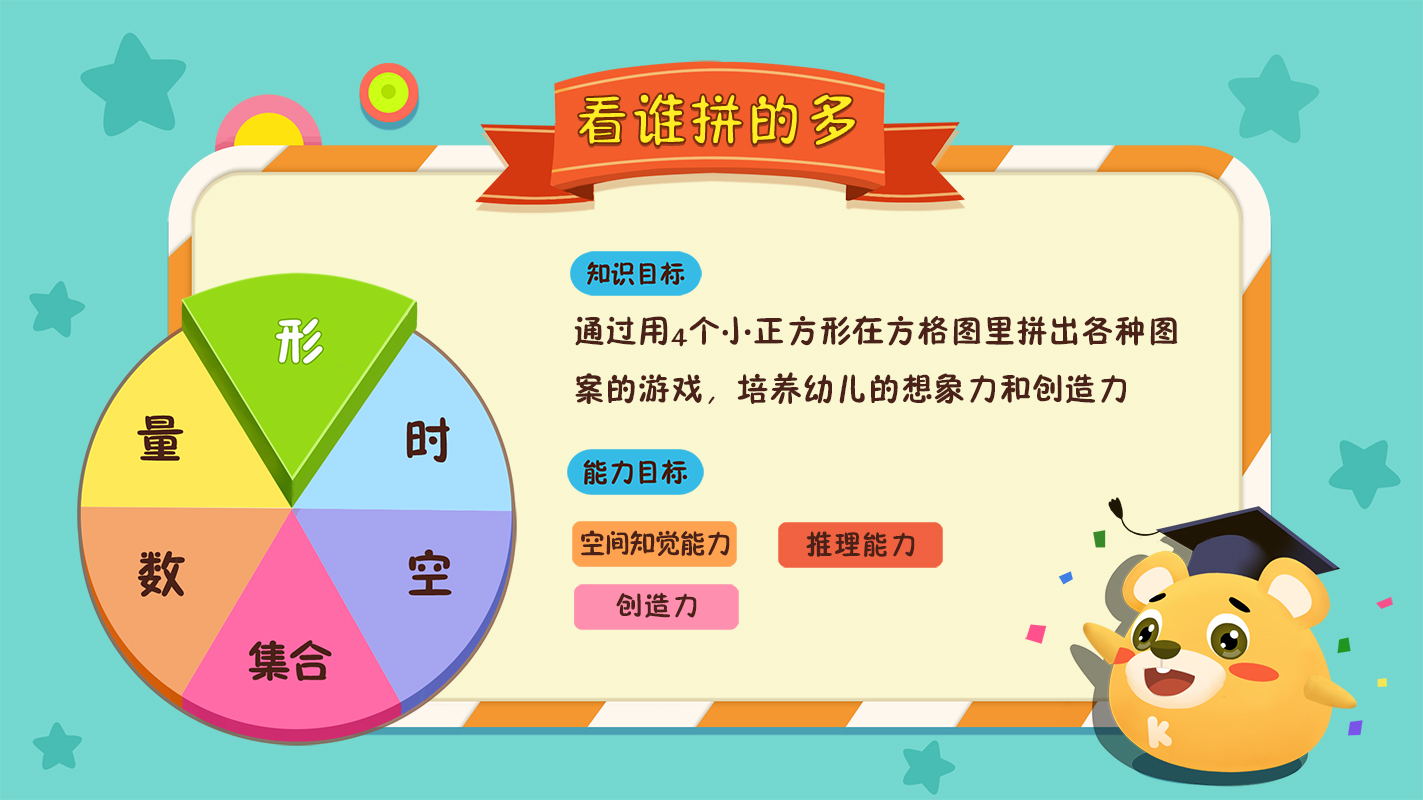 看谁拼的多
知识目标
通过用4个小正方形在方格图里拼出各种图
案的游戏，培养幼儿的想象力和创造力
能力目标
空间知觉能力
推理能力
创造力
形
时
空
集合
数
量
K